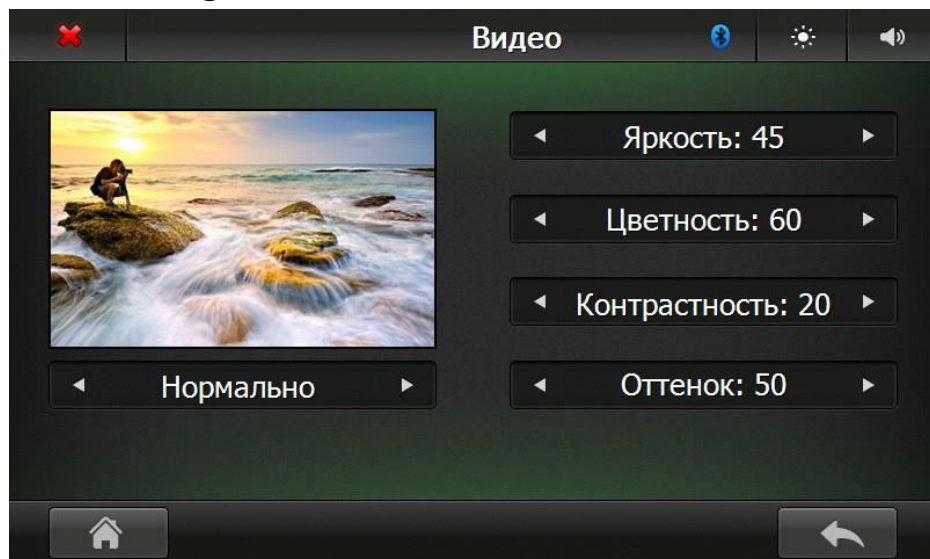 Видео
Яркость: 45
Цветность: 60
Контрастность: 20
Нормально
Оттенок: 50